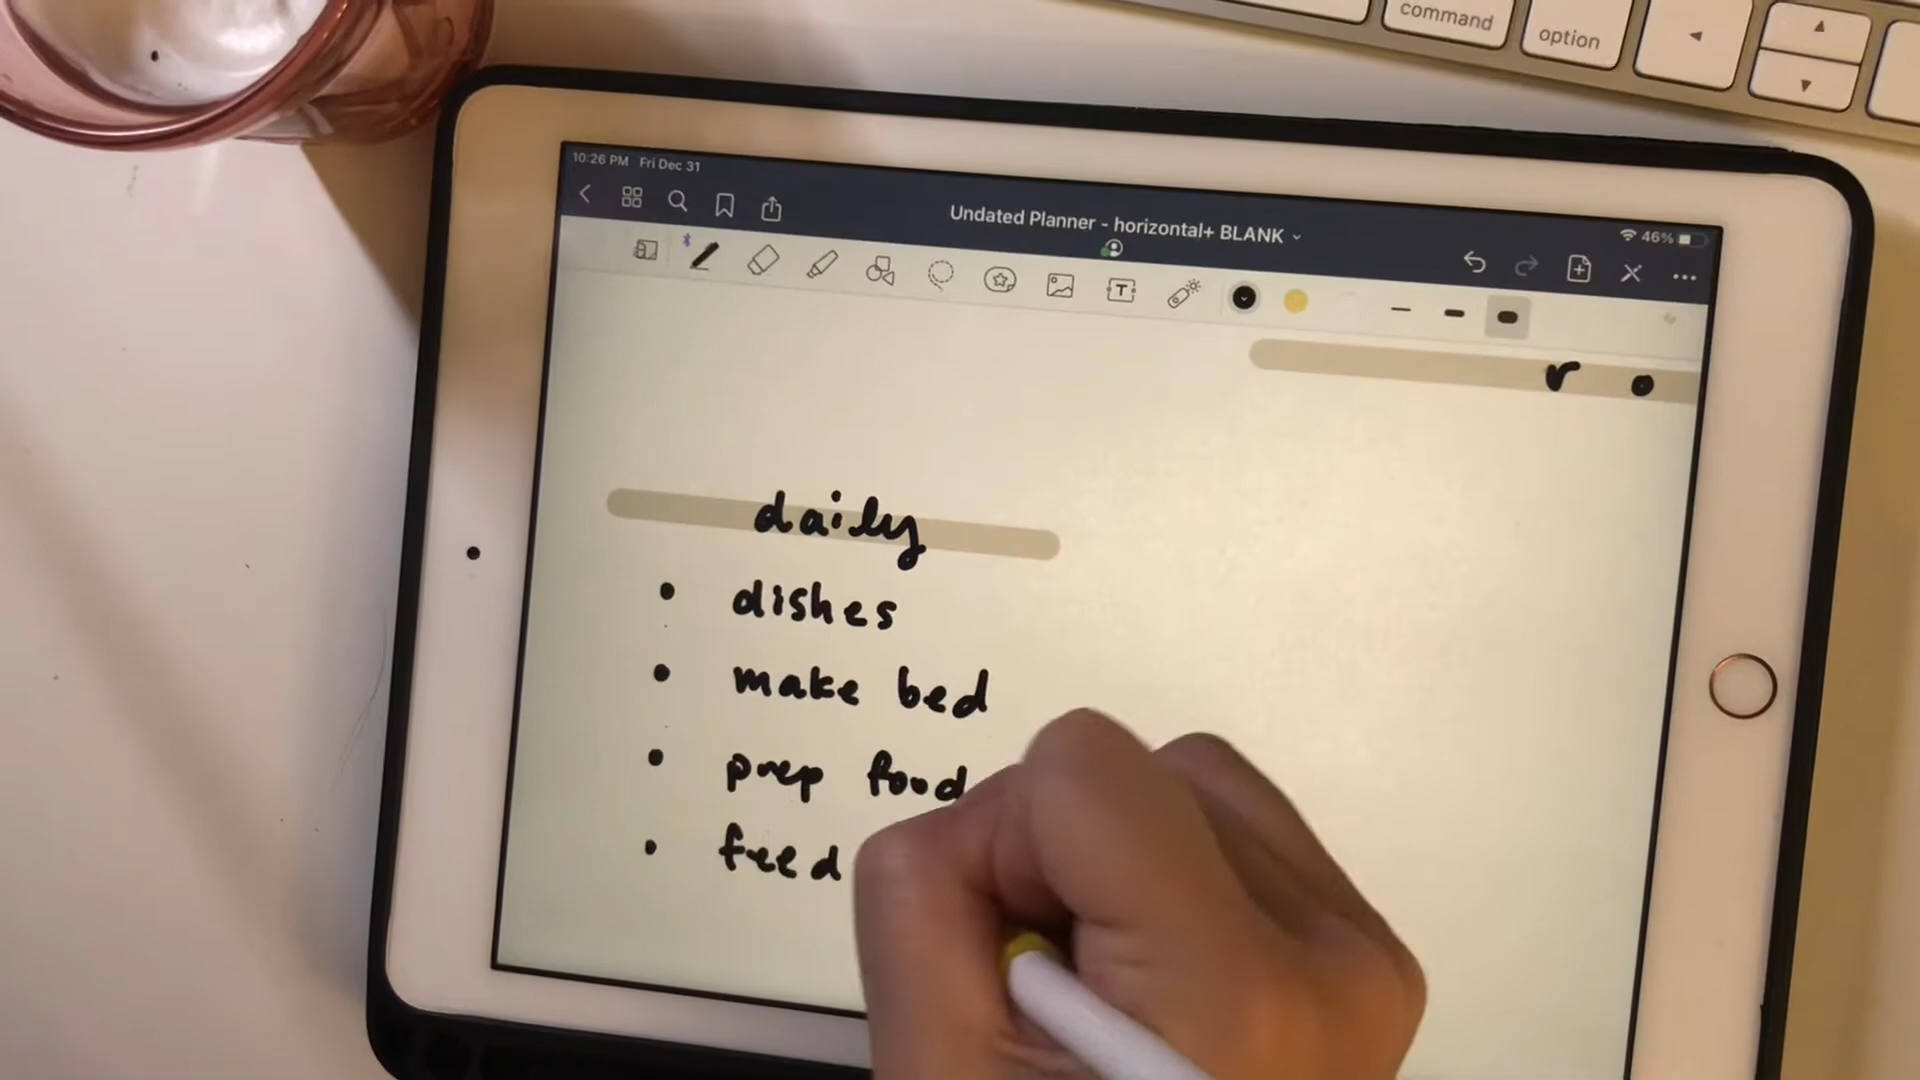 command
option
10:26 PM Fri Dec 31
Undated Planner - horizontal+ BLANK
46%
T
r o
daily
• dishes
• make bed
• prep food
• feed